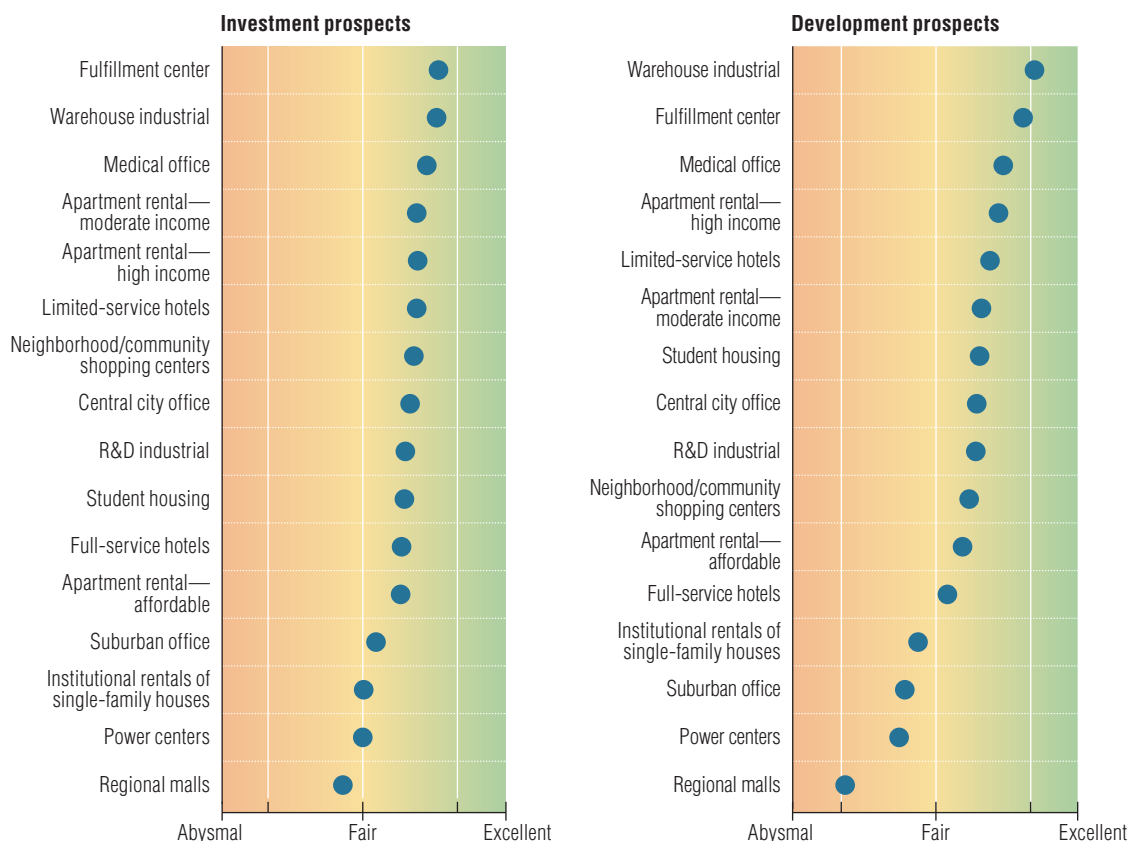 Investment prospects
Fulfillment center
Warehouse industrial
Medical office
Apartment rental—
moderate income
Apartment rental—
high income
Limited-service hotels
Neighborhood/community
shopping centers
Central city office
R&D industrial
Student housing
Full-service hotels
Apartment rental—
affordable
Suburban office
Institutional rentals of
single-family houses
Power centers
Regional malls
Abysmal
Fair
Excellent
Development prospects
Warehouse industrial
Fulfillment center
Medical office
Apartment rental—
high income
Limited-service hotels
Apartment rental—
moderate income
Student housing
Central city office
R&D industrial
Neighborhood/community
shopping centers
Apartment rental—
affordable
Full-service hotels
Institutional rentals of
single-family houses
Suburban office
Power centers
Regional malls
Abysmal
Fair
Excellent